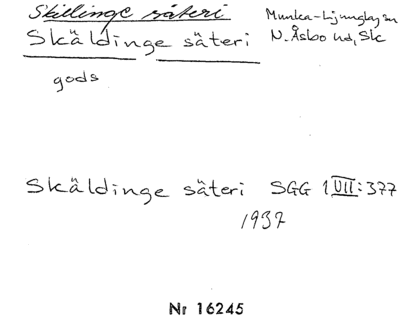 Skillinge säteri Munka-Ljungby sn
Skäldinge säteri N. Åsbo hd, Sk
gods
Skäldinge säteri SGG 1 VII:377
1937
Nr 16245